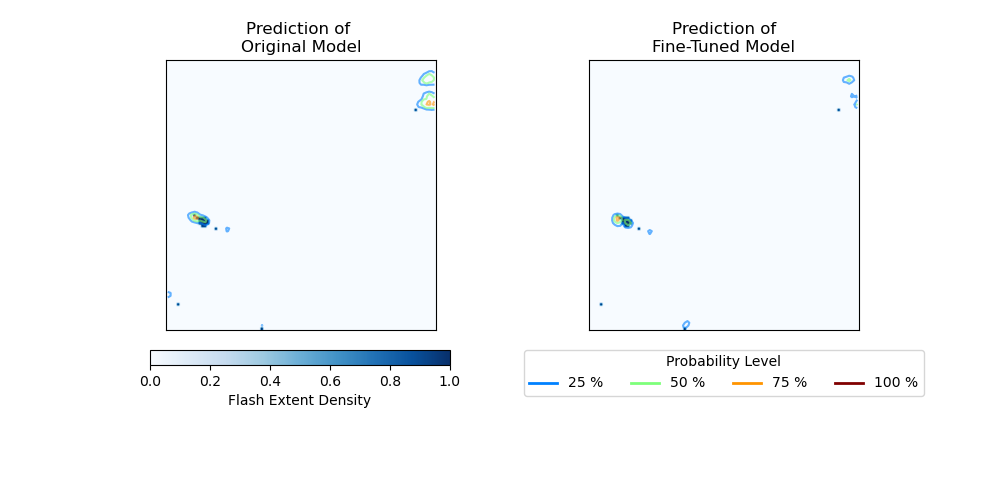 Prediction of
Original Model
Prediction of
Fine-Tuned Model
0.0 0.2 0.4 0.6 0.8 1.0
Flash Extent Density
Probability Level
25 % 50 % 75 % 100 %